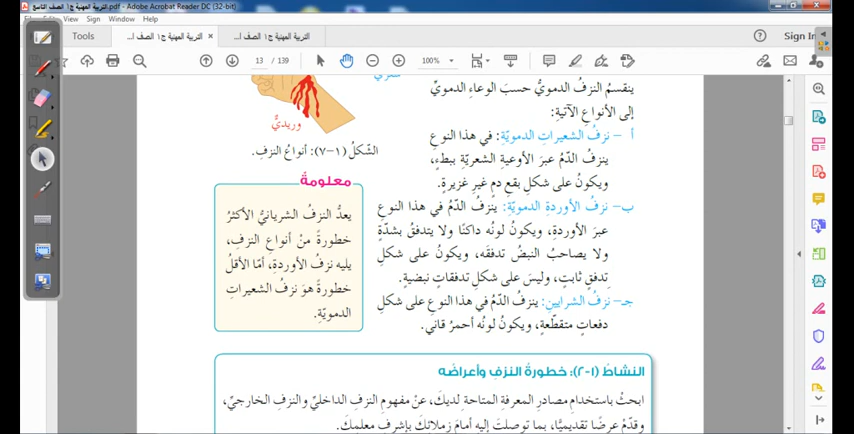 التربية المهنية ج١ الصف التاسع.pdf - Adobe Acrobat Reader DC (32-bit)
View Sign Window Help
Tools
التربية المهنية ج١ الصف ا...
التربية المهنية ج١ الصف ا...
Sign In
13 / 139
100%
ينقسمُ النزفُ الدمويُّ حسبَ الوعاءِ الدمويِّ
إلى الأنواعِ الآتيةِ:
أ – نزفُ الشعيراتِ الدمويّةِ: في هذا النوعِ
ينزفُ الدّمُ عبرَ الأوعيةِ الشعريّةِ ببطءٍ،
ويكونُ على شكلِ بقعِ دمٍ غيرِ غزيرةٍ.
ب– نزفُ الأوردةِ الدمويّةِ: ينزفُ الدّمُ في هذا النوعِ
عبرَ الأوردةِ، ويكونُ لونُه داكنًا ولا يتدفقُ بشدّةٍ
ولا يصاحبُ النبضُ تدفقَه، ويكونُ على شكلِ
تدفقٍ ثابتٍ، وليسَ على شكلِ تدفقاتٍ نبضيةٍ.
جـ– نزفُ الشرايينِ: ينزفُ الدّمُ في هذا النوعِ على شكلِ
دفعاتٍ متقطّعةٍ، ويكونُ لونُه أحمرُ قاني.
وريديٌّ
الشّكلُ (١–٧): أنواعُ النزفِ.
معلومةٌ
يعدُّ النزفُ الشريانيُّ الأكثرُ
خطورةً منْ أنواعِ النزفِ،
يليه نزفُ الأوردةِ، أمّا الأقلُّ
خطورةً هوَ نزفُ الشعيراتِ
الدمويّةِ.
النشاطُ (١-٢): خطورةُ النزفِ وأعراضُه
ابحثْ باستخدامِ مصادرِ المعرفةِ المتاحةِ لديكَ، عنْ مفهومِ النزفِ الداخليِّ والنزفِ الخارجيِّ،
وقدّمْ عرضًا تقديميًّا، بما توصلتَ إليه أمامَ زملائكَ بإشرافِ معلمكَ.